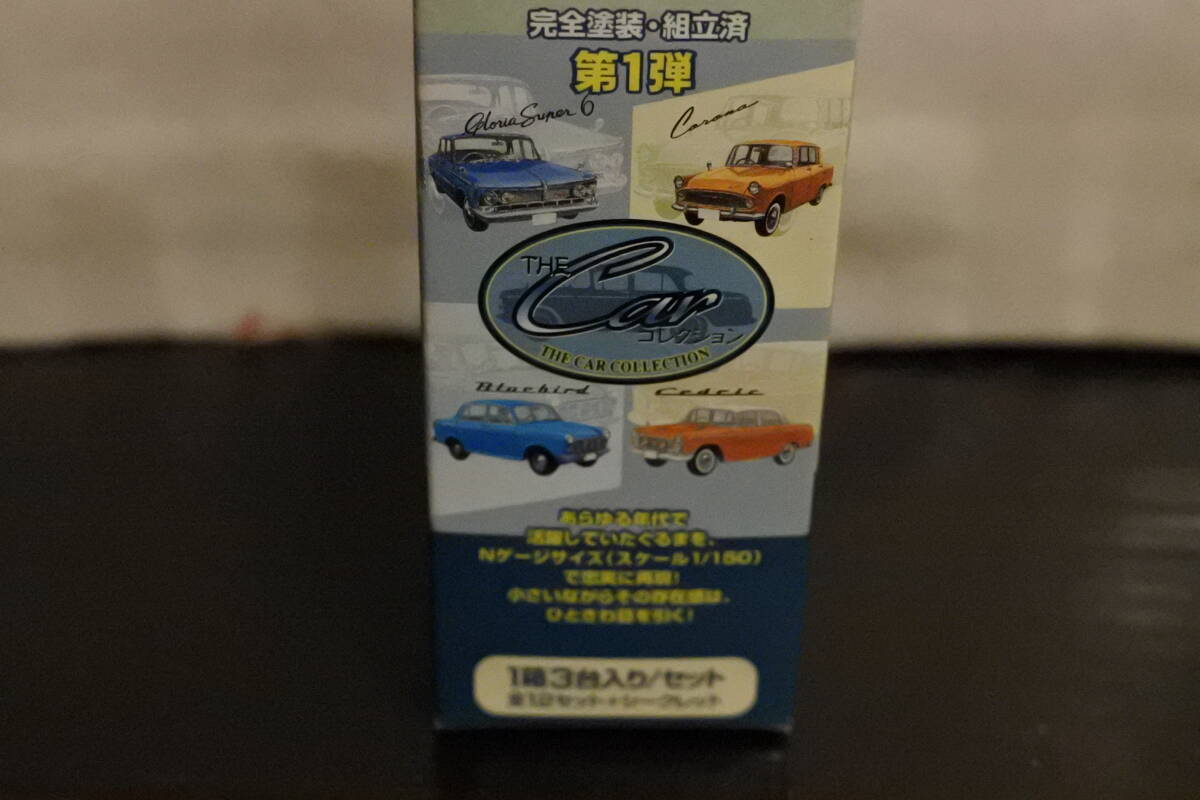 完全塗装・組立済
第1弾
Gloria Super 6
Corona
THE
Car
コレクション
THE CAR COLLECTION
Bluebird
Cedric
あらゆる年代で
活躍していたくるまを、
Nゲージサイズ(スケール1/150)
で忠実に再現!
小さいながらその存在感は、
ひときわ目を引く!
1箱3台入り/セット
全12セット+シークレット